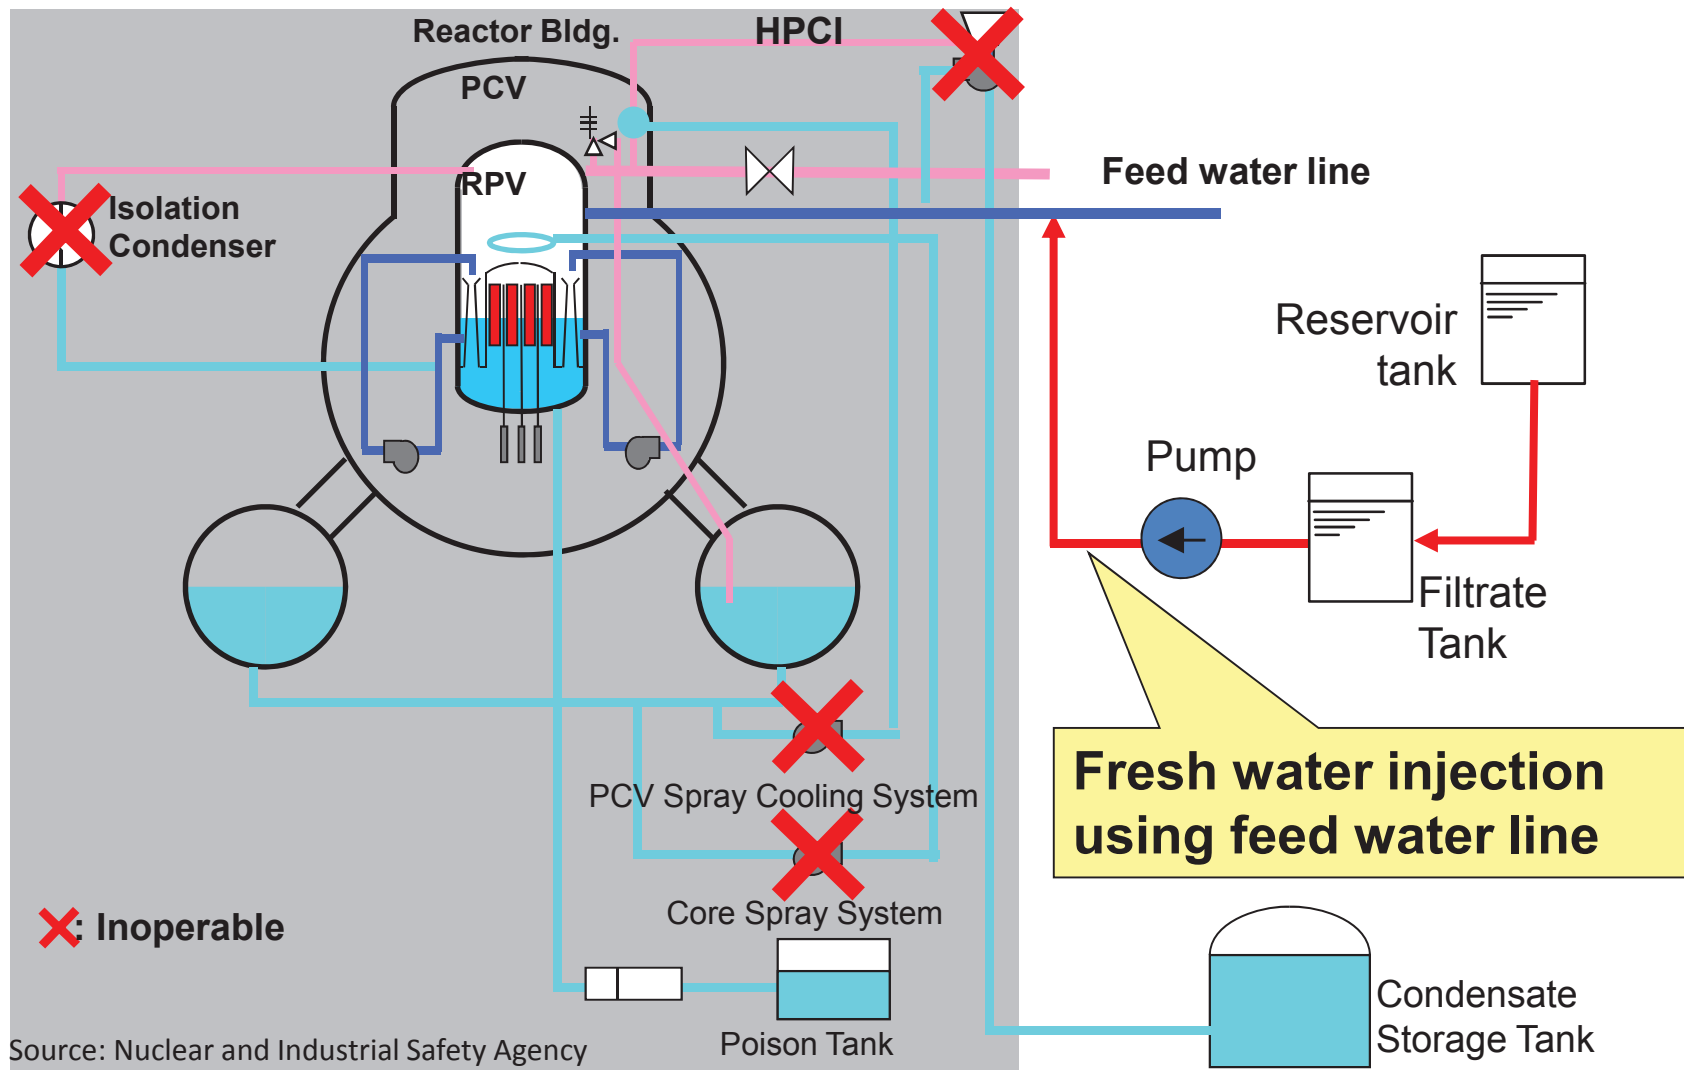 Reactor Bldg.
HPCI
PCV
RPV
Isolation
Condenser
Feed water line
Reservoir
tank
Pump
Filtrate
Tank
Fresh water injection
using feed water line
PCV Spray Cooling System
Core Spray System
: Inoperable
Poison Tank
Condensate
Storage Tank
Source: Nuclear and Industrial Safety Agency